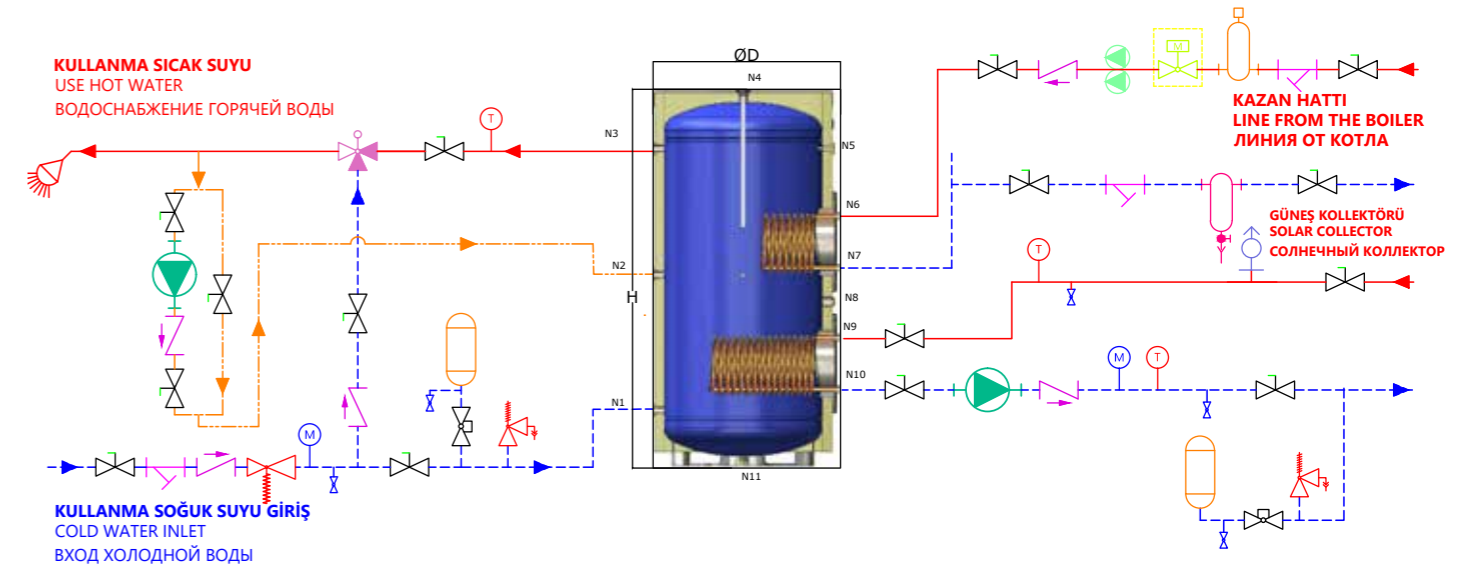 ØD
KULLANMA SICAK SUYU
USE HOT WATER
ВОДОСНАБЖЕНИЕ ГОРЯЧЕЙ ВОДЫ
N4
M
KAZAN HATTI
LINE FROM THE BOILER
ЛИНИЯ ОТ КОТЛА
T
N3
N5
N6
GÜNEŞ KOLLEKTÖRÜ
SOLAR COLLECTOR
СОЛНЕЧНЫЙ КОЛЛЕКТОР
T
N7
N2
H
N8
N9
M
T
N10
N1
M
N11
KULLANMA SOĞUK SUYU GİRİŞ
COLD WATER INLET
ВХОД ХОЛОДНОЙ ВОДЫ